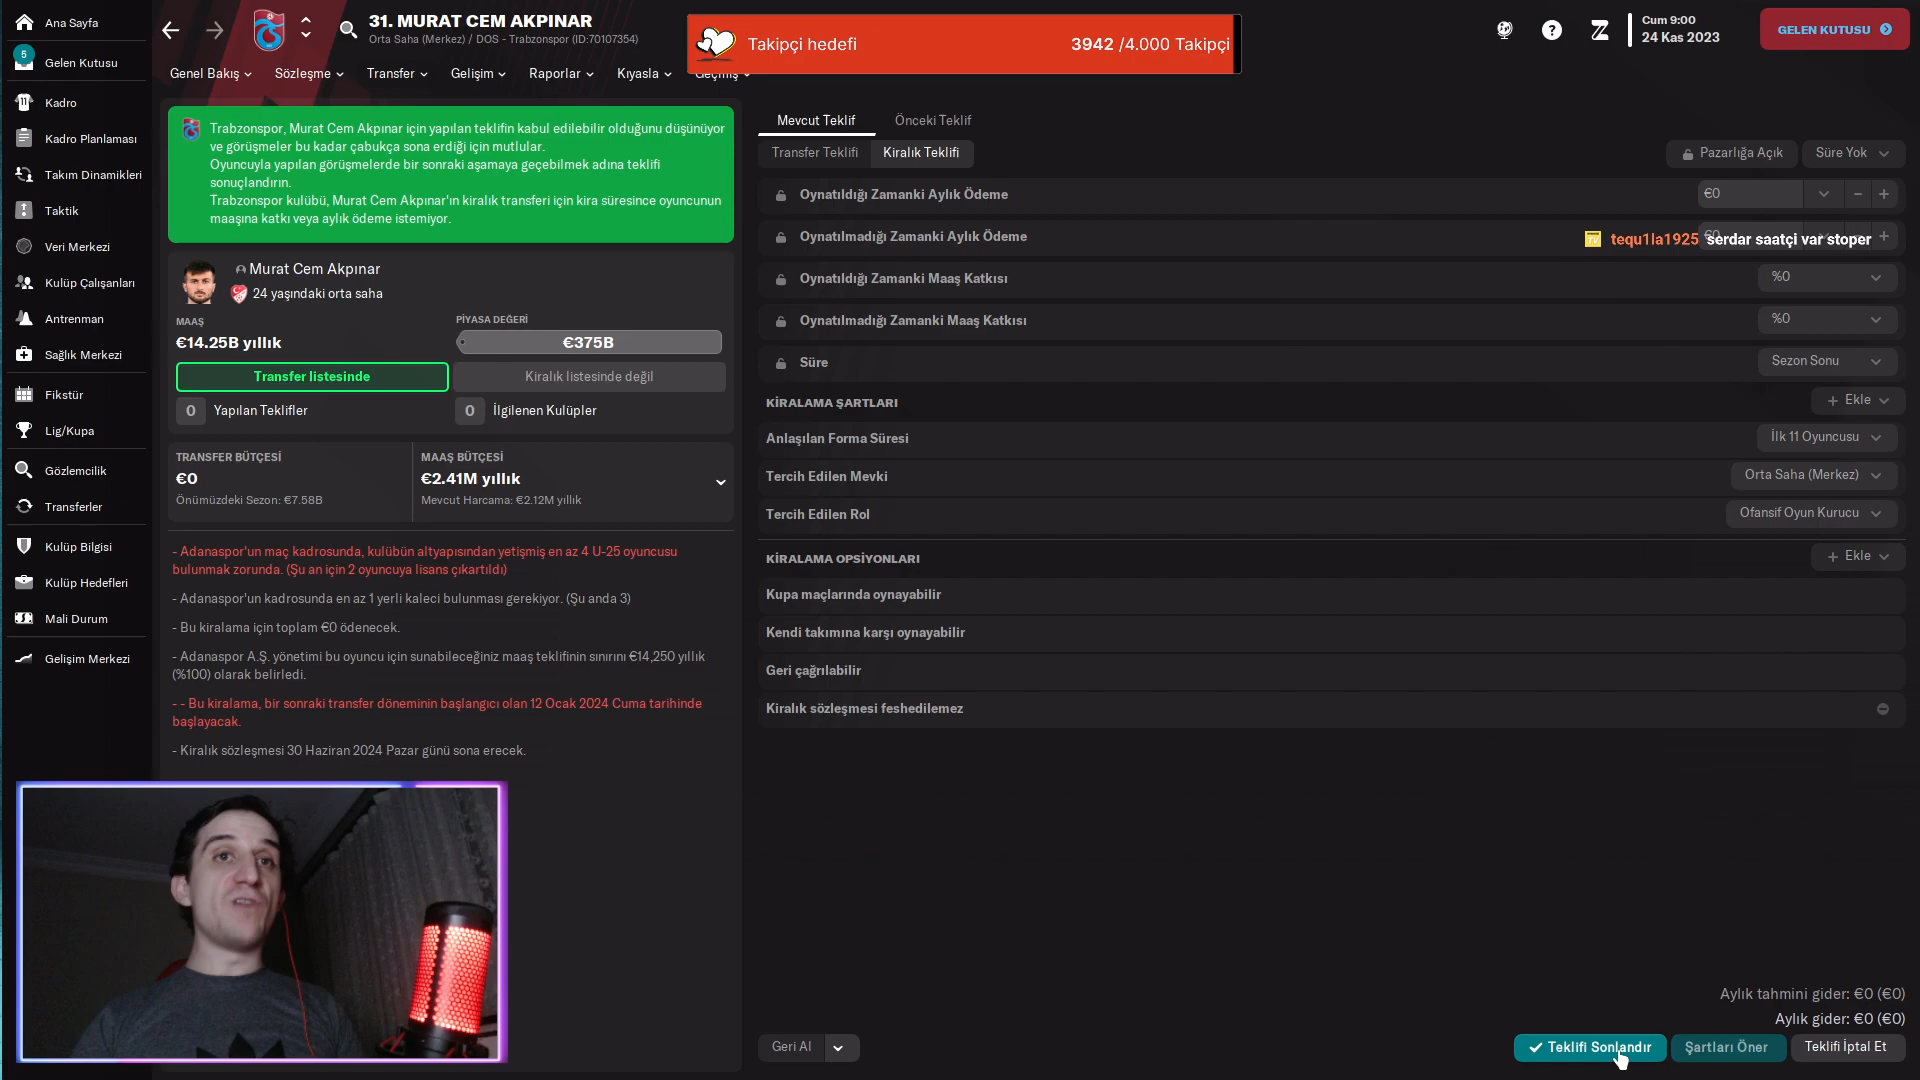 Ana Sayfa
5
Gelen Kutusu
Kadro
Kadro Planlaması
Takım Dinamikleri
Taktik
Veri Merkezi
Kulüp Çalışanları
Antrenman
Sağlık Merkezi
Fikstür
Lig/Kupa
Gözlemcilik
Transferler
Kulüp Bilgisi
Kulüp Hedefleri
Mali Durum
Gelişim Merkezi
31. MURAT CEM AKPINAR
Orta Saha (Merkez) / DOS - Trabzonspor (ID:70107354)
Takipçi hedefi
3942 /4.000 Takipçi
Cum 9:00
24 Kas 2023
GELEN KUTUSU
Genel Bakış
Sözleşme
Transfer
Gelişim
Raporlar
Kıyasla
Geçmiş
Trabzonspor, Murat Cem Akpınar için yapılan teklifin kabul edilebilir olduğunu düşünüyor
ve görüşmeler bu kadar çabukça sona erdiği için mutlular.
Oyuncuyla yapılan görüşmelerde bir sonraki aşamaya geçebilmek adına teklifi
sonuçlandırın.
Trabzonspor kulübü, Murat Cem Akpınar'ın kiralık transferi için kira süresince oyuncunun
maaşına katkı veya aylık ödeme istemiyor.
Murat Cem Akpınar
24 yaşındaki orta saha
MAAŞ
€14.25B yıllık
PİYASA DEĞERİ
€375B
Transfer listesinde
Kiralık listesinde değil
0 Yapılan Teklifler
0 İlgilenen Kulüpler
TRANSFER BÜTÇESİ
€0
Önümüzdeki Sezon: €7.58B
MAAŞ BÜTÇESİ
€2.41M yıllık
Mevcut Harcama: €2.12M yıllık
- Adanaspor'un maç kadrosunda, kulübün altyapısından yetişmiş en az 4 U-25 oyuncusu
bulunmak zorunda. (Şu an için 2 oyuncuya lisans çıkartıldı)
- Adanaspor'un kadrosunda en az 1 yerli kaleci bulunması gerekiyor. (Şu anda 3)
- Bu kiralama için toplam €0 ödenecek.
- Adanaspor A.Ş. yönetimi bu oyuncu için sunabileceğiniz maaş teklifinin sınırını €14,250 yıllık
(%100) olarak belirledi.
- - Bu kiralama, bir sonraki transfer döneminin başlangıcı olan 12 Ocak 2024 Cuma tarihinde
başlayacak.
- Kiralık sözleşmesi 30 Haziran 2024 Pazar günü sona erecek.
Mevcut Teklif
Önceki Teklif
Transfer Teklifi
Kiralık Teklifi
Pazarlığa Açık
Süre Yok
Oynatıldığı Zamanki Aylık Ödeme
€0
Oynatılmadığı Zamanki Aylık Ödeme
tequ1la1925 serdar saatçi var stoper
Oynatıldığı Zamanki Maaş Katkısı
%0
Oynatılmadığı Zamanki Maaş Katkısı
%0
Süre
Sezon Sonu
KİRALAMA ŞARTLARI
+ Ekle
Anlaşılan Forma Süresi
İlk 11 Oyuncusu
Tercih Edilen Mevki
Orta Saha (Merkez)
Tercih Edilen Rol
Ofansif Oyun Kurucu
KİRALAMA OPSİYONLARI
+ Ekle
Kupa maçlarında oynayabilir
Kendi takımına karşı oynayabilir
Geri çağrılabilir
Kiralık sözleşmesi feshedilemez
Aylık tahmini gider: €0 (€0)
Aylık gider: €0 (€0)
Geri Al
Teklifi Sonlandır
Şartları Öner
Teklifi İptal Et